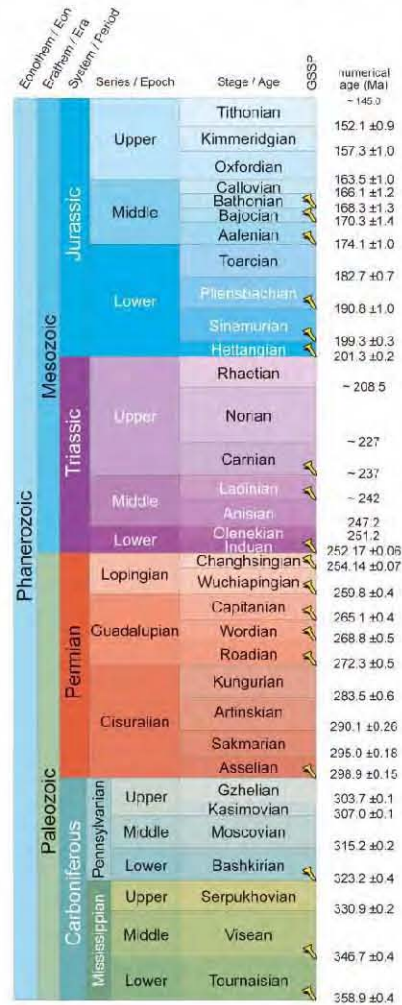 Eonothem / Eon
Erathem / Era
System / Period
Series / Epoch
Stage / Age
GSSP
numerical
age (Ma)
Phanerozoic
Mesozoic
Paleozoic
Jurassic
Triassic
Permian
Carboniferous
Pennsylvanian
Mississippian
Upper
Middle
Lower
Upper
Middle
Lower
Lopingian
Guadalupian
Cisuralian
Upper
Middle
Lower
Upper
Middle
Lower
Tithonian
Kimmeridgian
Oxfordian
Callovian
Bathonian
Bajocian
Aalenian
Toarcian
Pliensbachian
Sinemurian
Hettangian
Rhaetian
Norian
Carnian
Ladinian
Anisian
Olenekian
Induan
Changhsingian
Wuchiapingian
Capitanian
Wordian
Roadian
Kungurian
Artinskian
Sakmarian
Asselian
Gzhelian
Kasimovian
Moscovian
Bashkirian
Serpukhovian
Visean
Tournaisian
~ 145.0
152.1 ±0.9
157.3 ±1.0
163.5 ±1.0
166.1 ±1.2
168.3 ±1.3
170.3 ±1.4
174.1 ±1.0
182.7 ±0.7
190.8 ±1.0
199.3 ±0.3
201.3 ±0.2
~ 208.5
~ 227
~ 237
~ 242
247.2
251.2
252.17 ±0.06
254.14 ±0.07
259.8 ±0.4
265.1 ±0.4
268.8 ±0.5
272.3 ±0.5
283.5 ±0.6
290.1 ±0.26
295.0 ±0.18
298.9 ±0.15
303.7 ±0.1
307.0 ±0.1
315.2 ±0.2
323.2 ±0.4
330.9 ±0.2
346.7 ±0.4
358.9 ±0.4